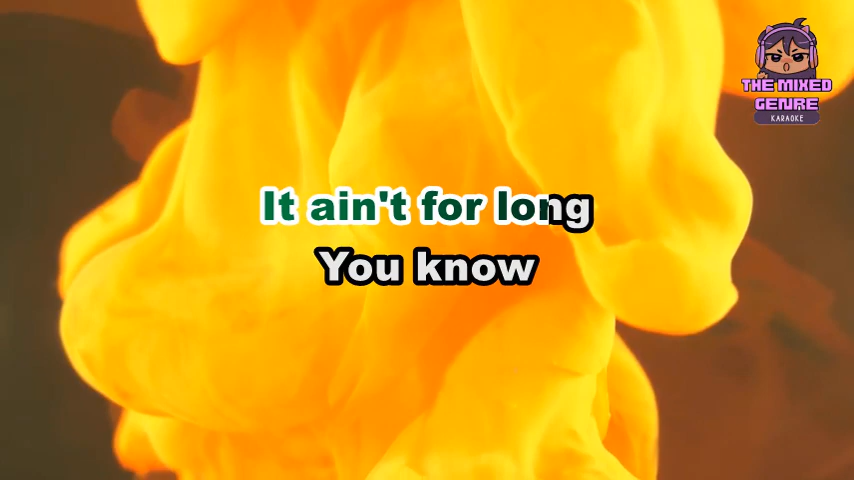 THE MIXED
GENRE
KARAOKE
It ain't for long
You know